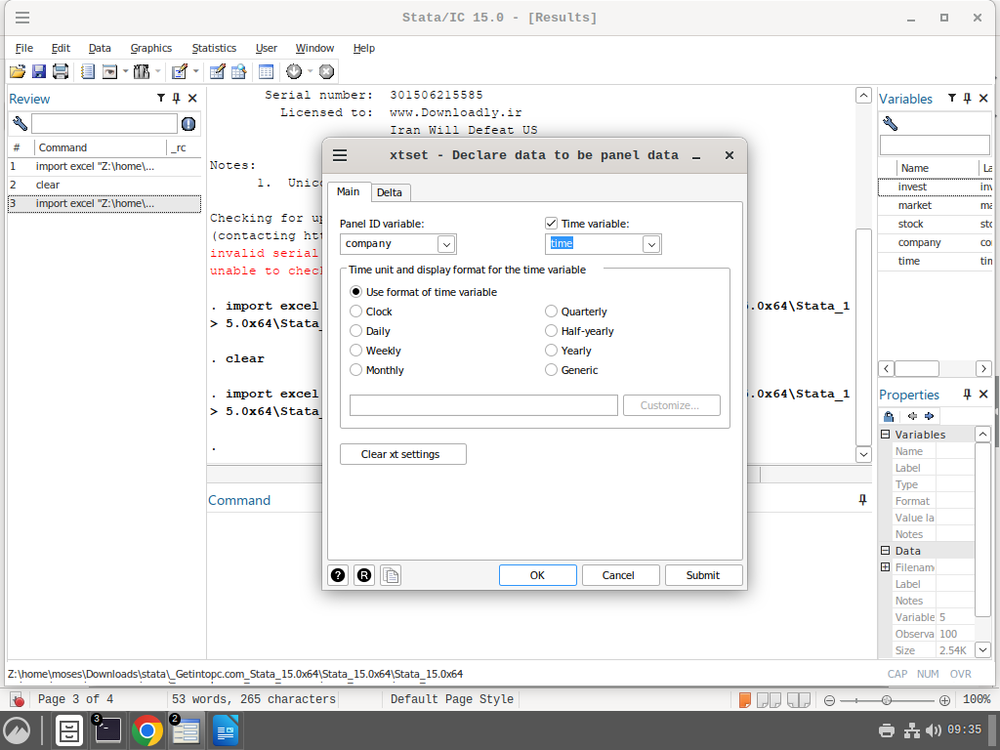 Stata/IC 15.0 - [Results]
File Edit Data Graphics Statistics User Window Help
Review
# Command _rc
1 import excel "Z:\home\...
2 clear
3 import excel "Z:\home\...
Serial number: 301506215585
Licensed to: www.Downloadly.ir
Iran Will Defeat US
Notes:
1. Unico
Checking for up
(contacting htt
invalid serial
unable to chec
. import excel 5.0x64\Stata_1
> 5.0x64\Stata_
. clear
. import excel 5.0x64\Stata_1
> 5.0x64\Stata_
.
Command
xtset - Declare data to be panel data
Main Delta
Panel ID variable: Time variable:
company time
Time unit and display format for the time variable
Use format of time variable
Clock Quarterly
Daily Half-yearly
Weekly Yearly
Monthly Generic
Customize...
Clear xt settings
? R OK Cancel Submit
Variables
Name La
invest inv
market ma
stock sto
company co
time tim
Properties
Variables
Name
Label
Type
Format
Value la
Notes
Data
Filenam
Label
Notes
Variable 5
Observa 100
Size 2.54K
Z:\home\moses\Downloads\stata\_Getintopc.com_Stata_15.0x64\Stata_15.0x64\Stata_15.0x64 CAP NUM OVR
Page 3 of 4 53 words, 265 characters Default Page Style 100%
3 2 09:35